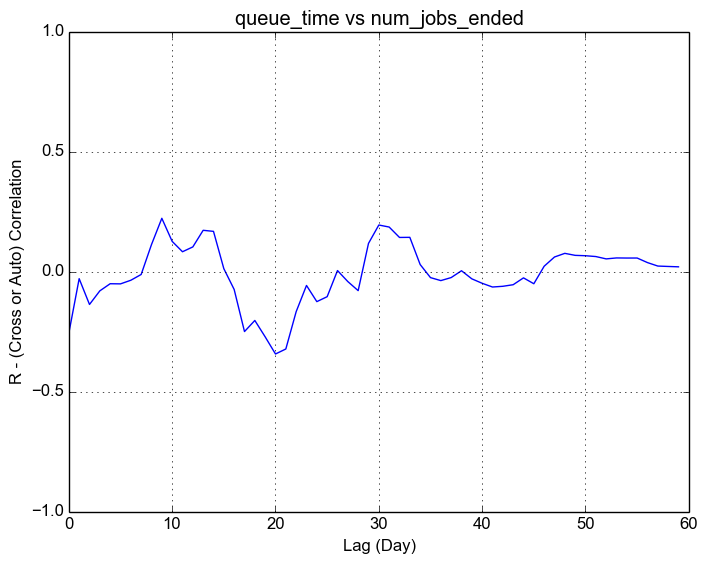 queue_time vs num_jobs_ended
1.0
0.5
0.0
−0.5
−1.0
R - (Cross or Auto) Correlation
0 10 20 30 40 50 60
Lag (Day)